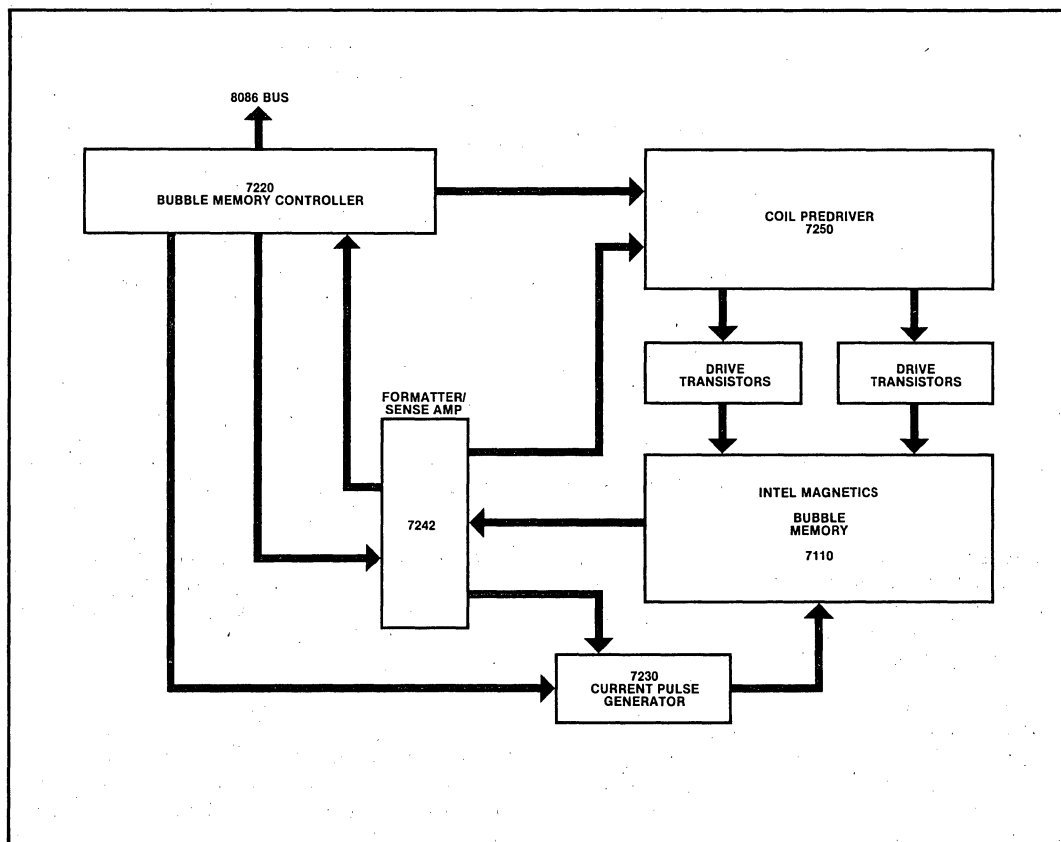 8086 BUS
7220
BUBBLE MEMORY CONTROLLER
COIL PREDRIVER
7250
DRIVE
TRANSISTORS
DRIVE
TRANSISTORS
FORMATTER/
SENSE AMP
7242
INTEL MAGNETICS
BUBBLE
MEMORY
7110
7230
CURRENT PULSE
GENERATOR